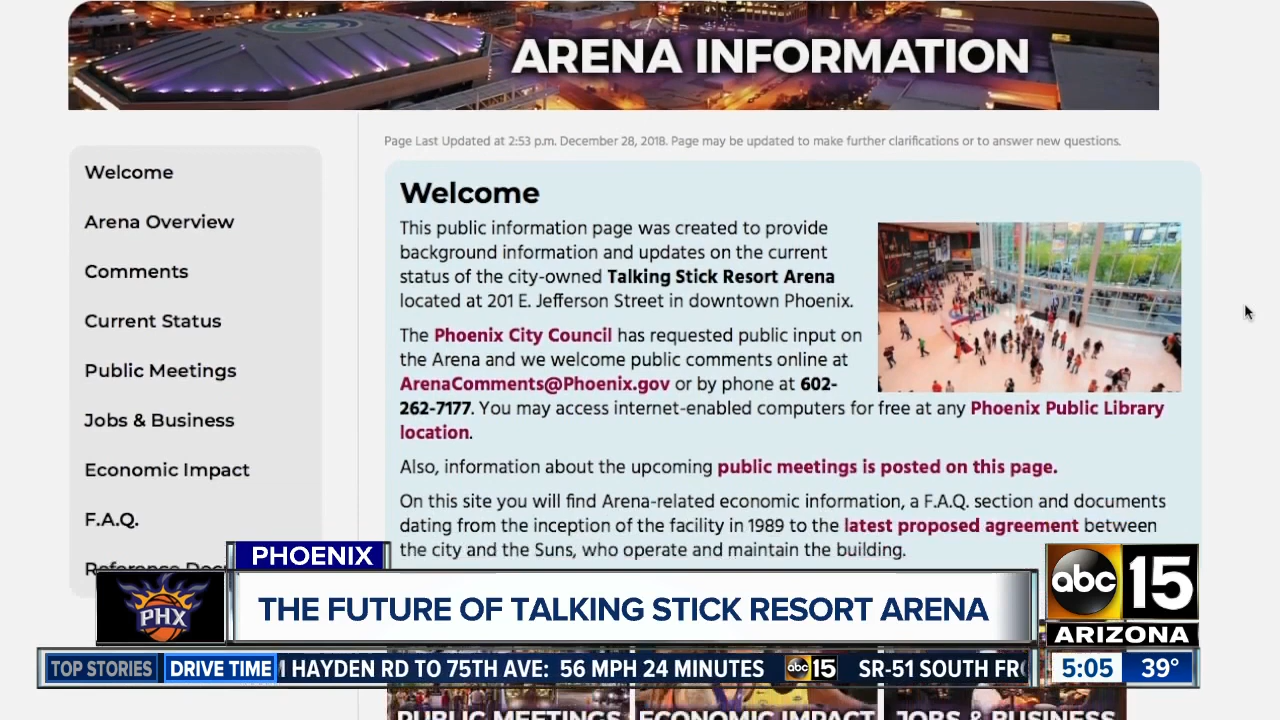 ARENA INFORMATION
Page Last Updated at 2:53 p.m. December 28, 2018. Page may be updated to make further clarifications or to answer new questions.
Welcome
Arena Overview
Comments
Current Status
Public Meetings
Jobs & Business
Economic Impact
F.A.Q.
Welcome
This public information page was created to provide
background information and updates on the current
status of the city-owned Talking Stick Resort Arena
located at 201 E. Jefferson Street in downtown Phoenix.
The Phoenix City Council has requested public input on
the Arena and we welcome public comments online at
ArenaComments@Phoenix.gov or by phone at 602-
262-7177. You may access internet-enabled computers for free at any Phoenix Public Library
location.
Also, information about the upcoming public meetings is posted on this page.
On this site you will find Arena-related economic information, a F.A.Q. section and documents
dating from the inception of the facility in 1989 to the latest proposed agreement between
the city and the Suns, who operate and maintain the building.
PHOENIX
PHX
THE FUTURE OF TALKING STICK RESORT ARENA
abc 15
ARIZONA
TOP STORIES DRIVE TIME HAYDEN RD TO 75TH AVE: 56 MPH 24 MINUTES abc 15 SR-51 SOUTH
5:05 39°
PUBLIC MEETINGS ECONOMIC IMPACT JOBS & BUSINESS